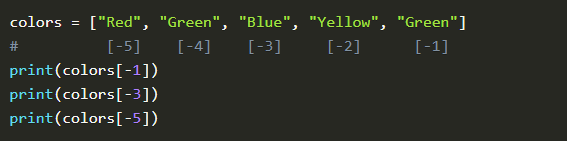 colors = ["Red", "Green", "Blue", "Yellow", "Green"]
#           [-5]    [-4]    [-3]     [-2]      [-1]
print(colors[-1])
print(colors[-3])
print(colors[-5])